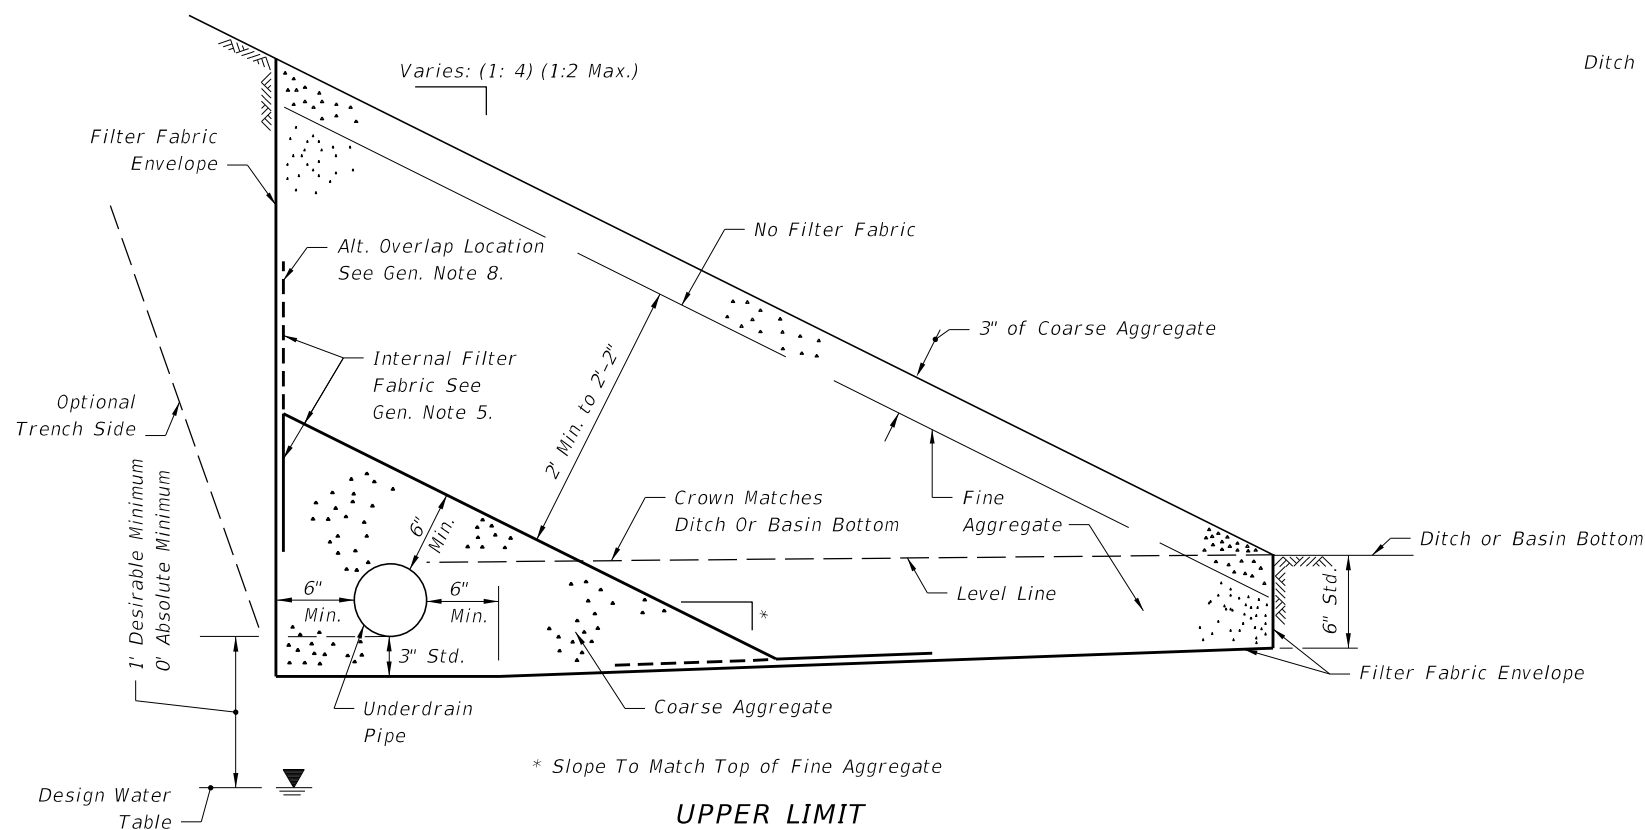 Ditch
Varies: (1: 4) (1:2 Max.)
Filter Fabric
Envelope
No Filter Fabric
Alt. Overlap Location
See Gen. Note 8.
3" of Coarse Aggregate
Internal Filter
Fabric See
Gen. Note 5.
2' Min. to 2'-2"
Optional
Trench Side
1' Desirable Minimum
0' Absolute Minimum
6"
Min.
Crown Matches
Ditch Or Basin Bottom
Fine
Aggregate
Ditch or Basin Bottom
6"
Min.
6"
Min.
Level Line
*
6" Std.
3" Std.
Filter Fabric Envelope
Underdrain
Pipe
Coarse Aggregate
* Slope To Match Top of Fine Aggregate
Design Water
Table
UPPER LIMIT